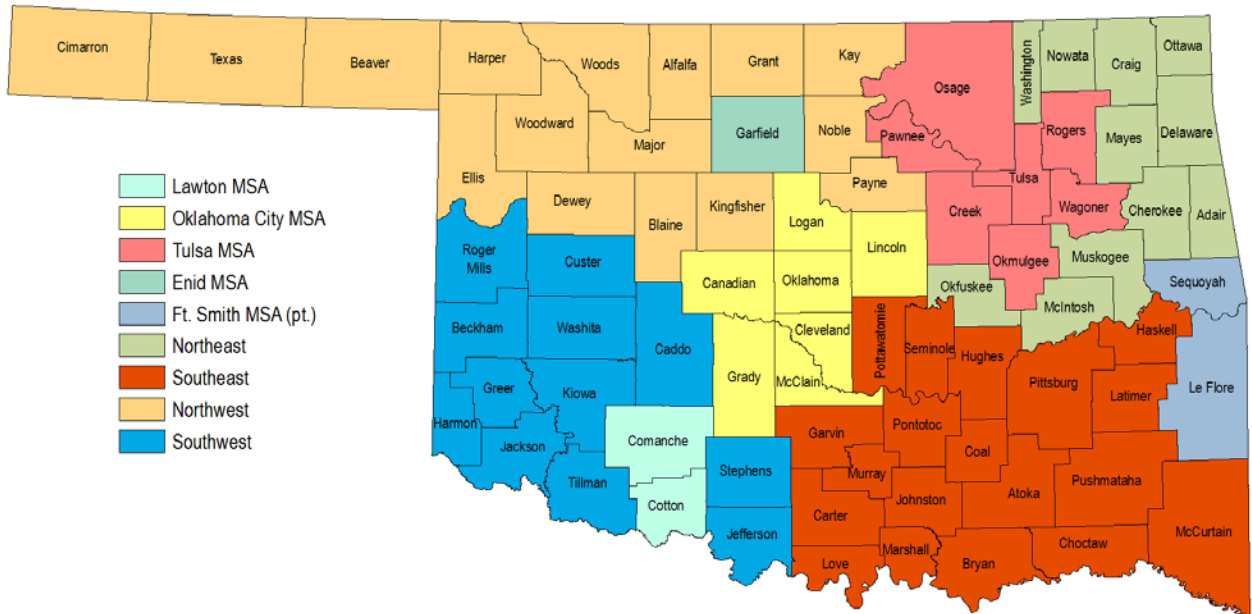 Cimarron
Texas
Beaver
Harper
Woods
Alfalfa
Grant
Kay
Osage
Washington
Nowata
Craig
Ottawa
Woodward
Major
Garfield
Noble
Pawnee
Rogers
Mayes
Delaware
Ellis
Dewey
Blaine
Kingfisher
Logan
Payne
Creek
Tulsa
Wagoner
Cherokee
Adair
Lawton MSA
Oklahoma City MSA
Tulsa MSA
Enid MSA
Ft. Smith MSA (pt.)
Northeast
Southeast
Northwest
Southwest
Roger
Mills
Custer
Canadian
Oklahoma
Lincoln
Okmulgee
Muskogee
Okfuskee
McIntosh
Sequoyah
Beckham
Washita
Caddo
Grady
Cleveland
McClain
Pottawatomie
Seminole
Hughes
Pittsburg
Haskell
Latimer
Le Flore
Harmon
Greer
Kiowa
Jackson
Tillman
Comanche
Cotton
Stephens
Jefferson
Garvin
Murray
Pontotoc
Coal
Carter
Johnston
Atoka
Pushmataha
McCurtain
Love
Marshall
Bryan
Choctaw